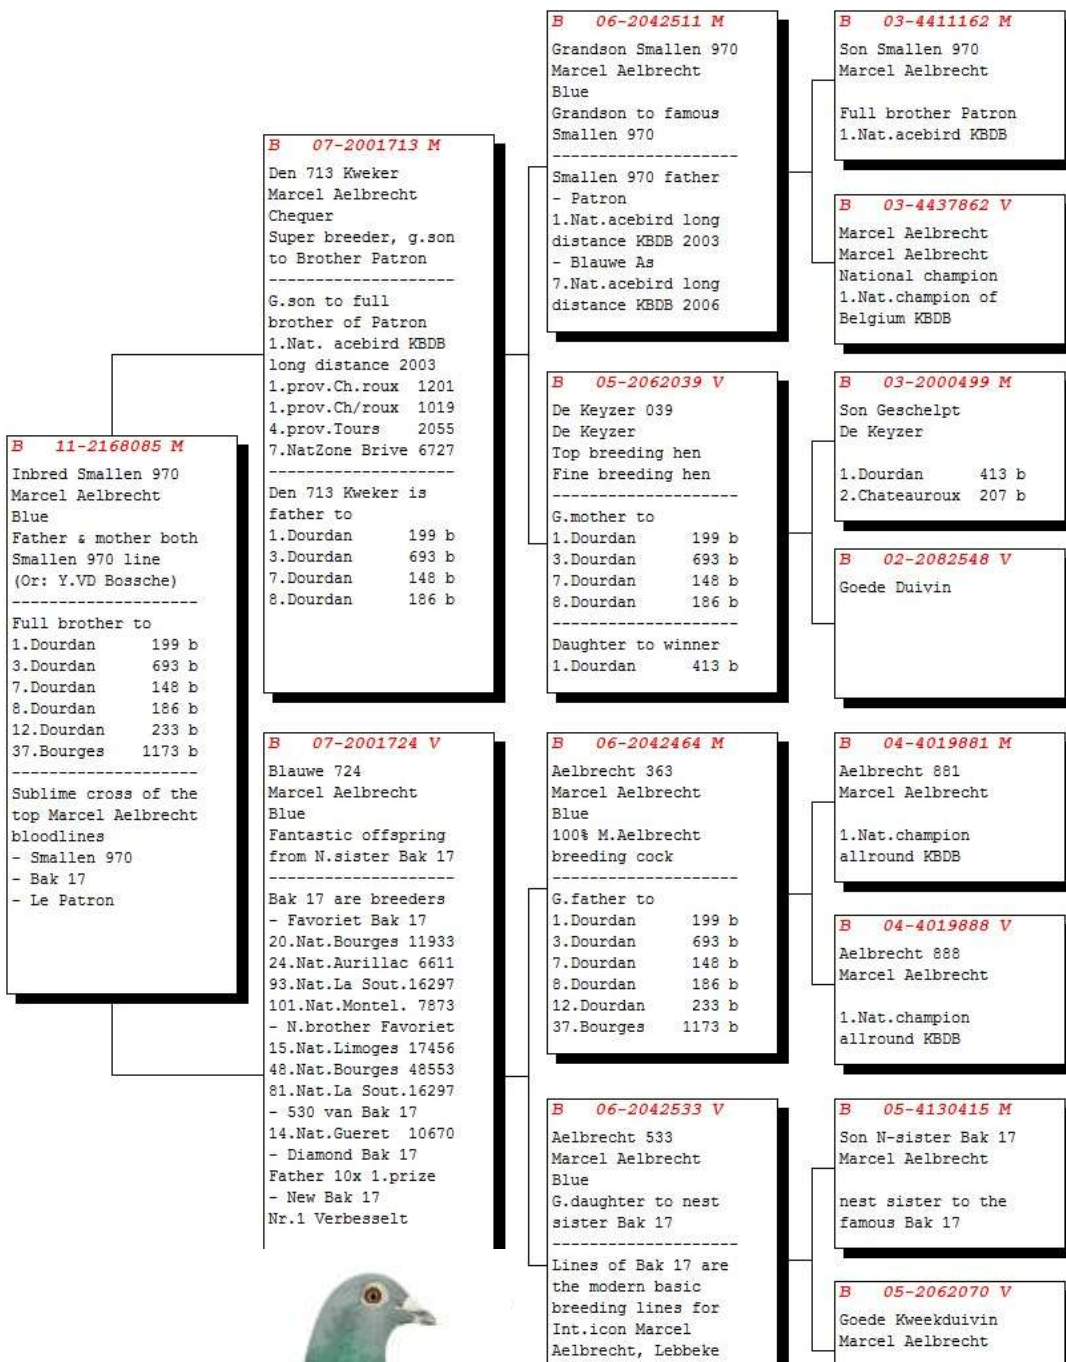 B 11-2168085 M
Inbred Smallen 970
Marcel Aelbrecht
Blue
Father & mother both
Smallen 970 line
(Or: Y.VD Bossche)
--------------------
Full brother to
1.Dourdan 199 b
3.Dourdan 693 b
7.Dourdan 148 b
8.Dourdan 186 b
12.Dourdan 233 b
37.Bourges 1173 b
--------------------
Sublime cross of the
top Marcel Aelbrecht
bloodlines
- Smallen 970
- Bak 17
- Le Patron
B 07-2001713 M
Den 713 Kweker
Marcel Aelbrecht
Chequer
Super breeder, g.son
to Brother Patron
--------------------
G.son to full
brother of Patron
1.Nat. acebird KBDB
long distance 2003
1.prov.Ch.roux 1201
1.prov.Ch/roux 1019
4.prov.Tours 2055
7.NatZone Brive 6727
--------------------
Den 713 Kweker is
father to
1.Dourdan 199 b
3.Dourdan 693 b
7.Dourdan 148 b
8.Dourdan 186 b
B 07-2001724 V
Blauwe 724
Marcel Aelbrecht
Blue
Fantastic offspring
from N.sister Bak 17
--------------------
Bak 17 are breeders
- Favoriet Bak 17
20.Nat.Bourges 11933
24.Nat.Aurillac 6611
93.Nat.La Sout.16297
101.Nat.Montel. 7873
- N.brother Favoriet
15.Nat.Limoges 17456
48.Nat.Bourges 48553
81.Nat.La Sout.16297
- 530 van Bak 17
14.Nat.Gueret 10670
- Diamond Bak 17
Father 10x 1.prize
- New Bak 17
Nr.1 Verbesselt
B 06-2042511 M
Grandson Smallen 970
Marcel Aelbrecht
Blue
Grandson to famous
Smallen 970
--------------------
Smallen 970 father
- Patron
1.Nat.acebird long
distance KBDB 2003
- Blauwe As
7.Nat.acebird long
distance KBDB 2006
B 05-2062039 V
De Keyzer 039
De Keyzer
Top breeding hen
Fine breeding hen
--------------------
G.mother to
1.Dourdan 199 b
3.Dourdan 693 b
7.Dourdan 148 b
8.Dourdan 186 b
--------------------
Daughter to winner
1.Dourdan 413 b
B 06-2042464 M
Aelbrecht 363
Marcel Aelbrecht
Blue
100% M.Aelbrecht
breeding cock
--------------------
G.father to
1.Dourdan 199 b
3.Dourdan 693 b
7.Dourdan 148 b
8.Dourdan 186 b
12.Dourdan 233 b
37.Bourges 1173 b
B 06-2042533 V
Aelbrecht 533
Marcel Aelbrecht
Blue
G.daughter to nest
sister Bak 17
--------------------
Lines of Bak 17 are
the modern basic
breeding lines for
Int.icon Marcel
Aelbrecht, Lebbeke
B 03-4411162 M
Son Smallen 970
Marcel Aelbrecht
Full brother Patron
1.Nat.acebird KBDB
B 03-4437862 V
Marcel Aelbrecht
Marcel Aelbrecht
National champion
1.Nat.champion of
Belgium KBDB
B 03-2000499 M
Son Geschelpt
De Keyzer
1.Dourdan 413 b
2.Chateauroux 207 b
B 02-2082548 V
Goede Duivin
B 04-4019881 M
Aelbrecht 881
Marcel Aelbrecht
1.Nat.champion
allround KBDB
B 04-4019888 V
Aelbrecht 888
Marcel Aelbrecht
1.Nat.champion
allround KBDB
B 05-4130415 M
Son N-sister Bak 17
Marcel Aelbrecht
nest sister to the
famous Bak 17
B 05-2062070 V
Goede Kweekduivin
Marcel Aelbrecht